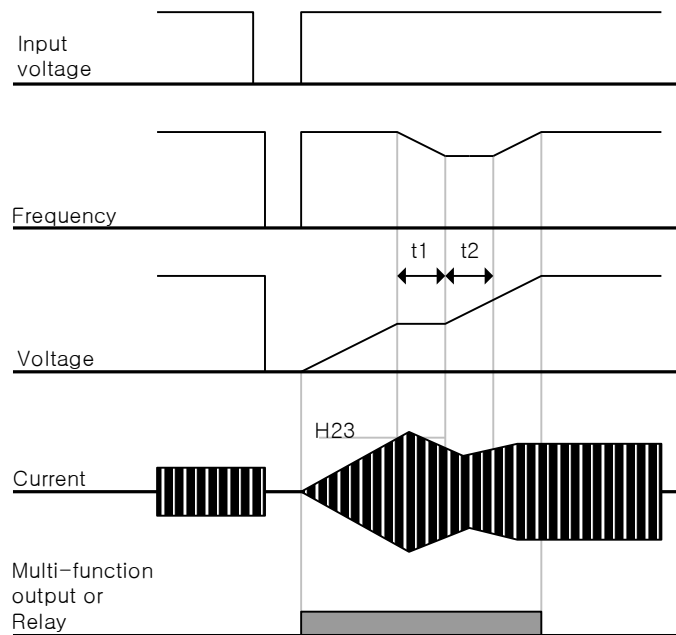 Input
voltage
Frequency
t1 t2
Voltage
H23
Current
Multi-function
output or
Relay